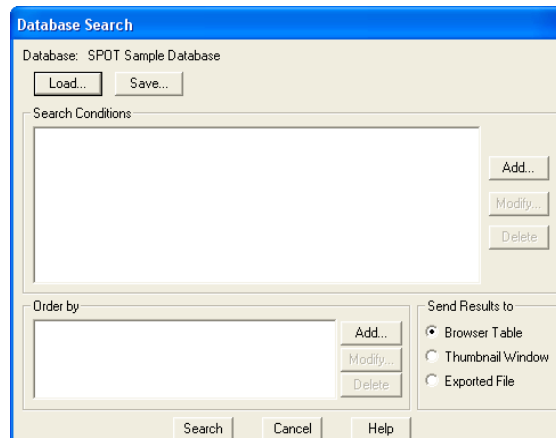 Database Search
Database: SPOT Sample Database
Load... Save...
Search Conditions
Add...
Modify...
Delete
Order by
Add...
Modify...
Delete
Send Results to
Browser Table
Thumbnail Window
Exported File
Search Cancel Help